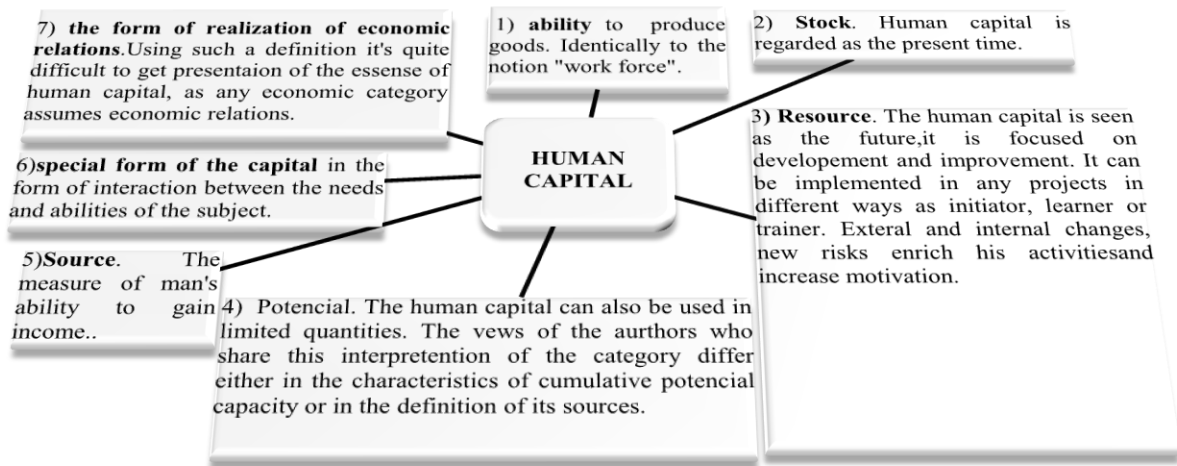 HUMAN
CAPITAL
1) ability to produce
goods. Identically to the
notion "work force".
2) Stock. Human capital is
regarded as the present time.
3) Resource. The human capital is seen
as the future,it is focused on
developement and improvement. It can
be implemented in any projects in
different ways as initiator, learner or
trainer. Exteral and internal changes,
new risks enrich his activitiesand
increase motivation.
4) Potencial. The human capital can also be used in
limited quantities. The vews of the aurthors who
share this interpretention of the category differ
either in the characteristics of cumulative potencial
capacity or in the definition of its sources.
5)Source. The
measure of man's
ability to gain
income..
6)special form of the capital in the
form of interaction between the needs
and abilities of the subject.
7) the form of realization of economic
relations.Using such a definition it's quite
difficult to get presentaion of the essense of
human capital, as any economic category
assumes economic relations.